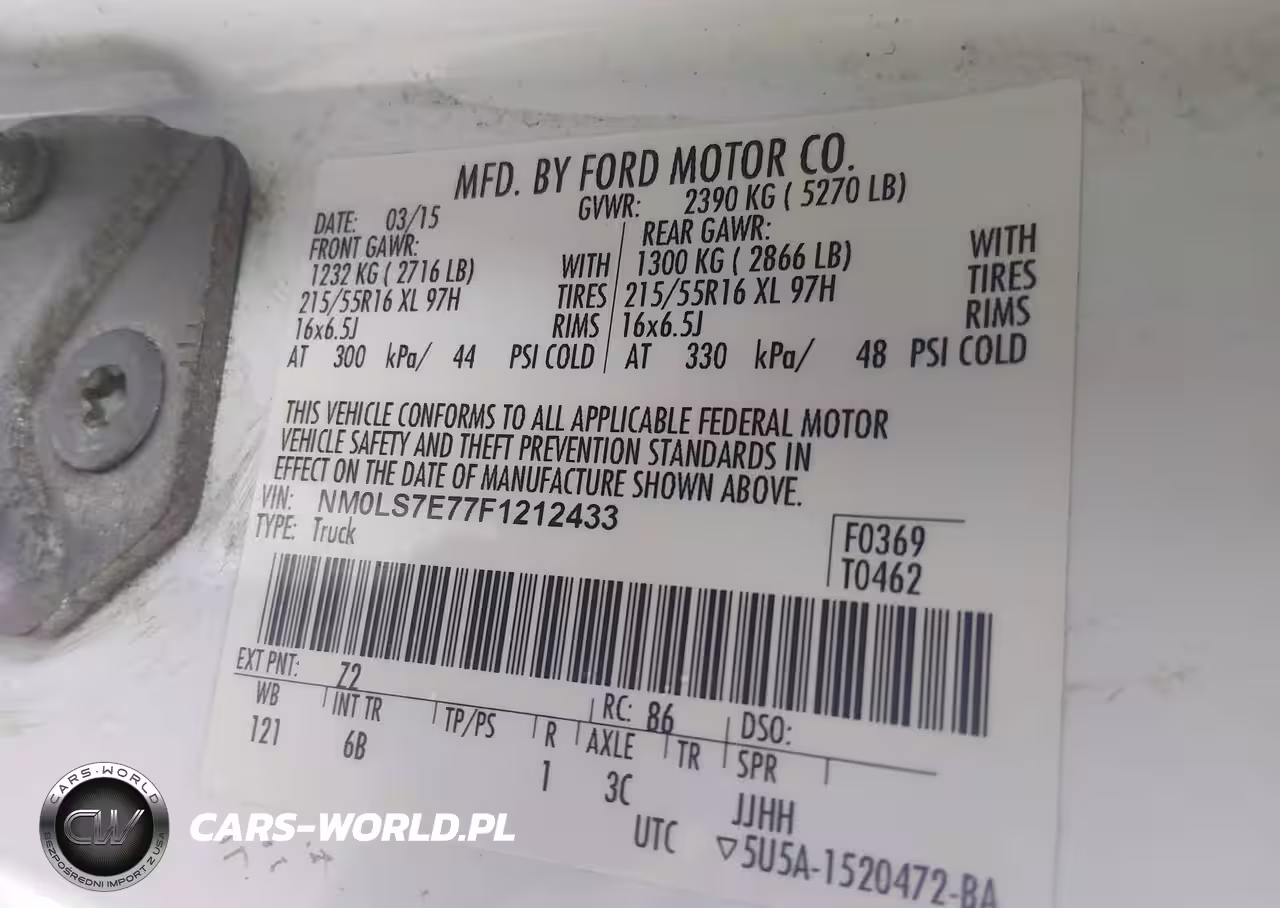 MFD. BY FORD MOTOR CO.
DATE: 03/15 GVWR: 2390 KG ( 5270 LB)
FRONT GAWR: REAR GAWR:
1232 KG ( 2716 LB) WITH 1300 KG ( 2866 LB) WITH
215/55R16 XL 97H TIRES 215/55R16 XL 97H TIRES
16x6.5J RIMS 16x6.5J RIMS
AT 300 kPa/ 44 PSI COLD AT 330 kPa/ 48 PSI COLD
THIS VEHICLE CONFORMS TO ALL APPLICABLE FEDERAL MOTOR
VEHICLE SAFETY AND THEFT PREVENTION STANDARDS IN
EFFECT ON THE DATE OF MANUFACTURE SHOWN ABOVE.
VIN: NM0LS7E77F1212433
TYPE: Truck
F0369
T0462
EXT PNT: Z2 RC: 86 DSO:
WB INT TR TP/PS R AXLE TR SPR
121 6B 1 3C JJHH
UTC ▽5U5A-1520472-BA
CARS-WORLD
CW
BEZPOŚREDNI IMPORT Z USA
CARS-WORLD.PL